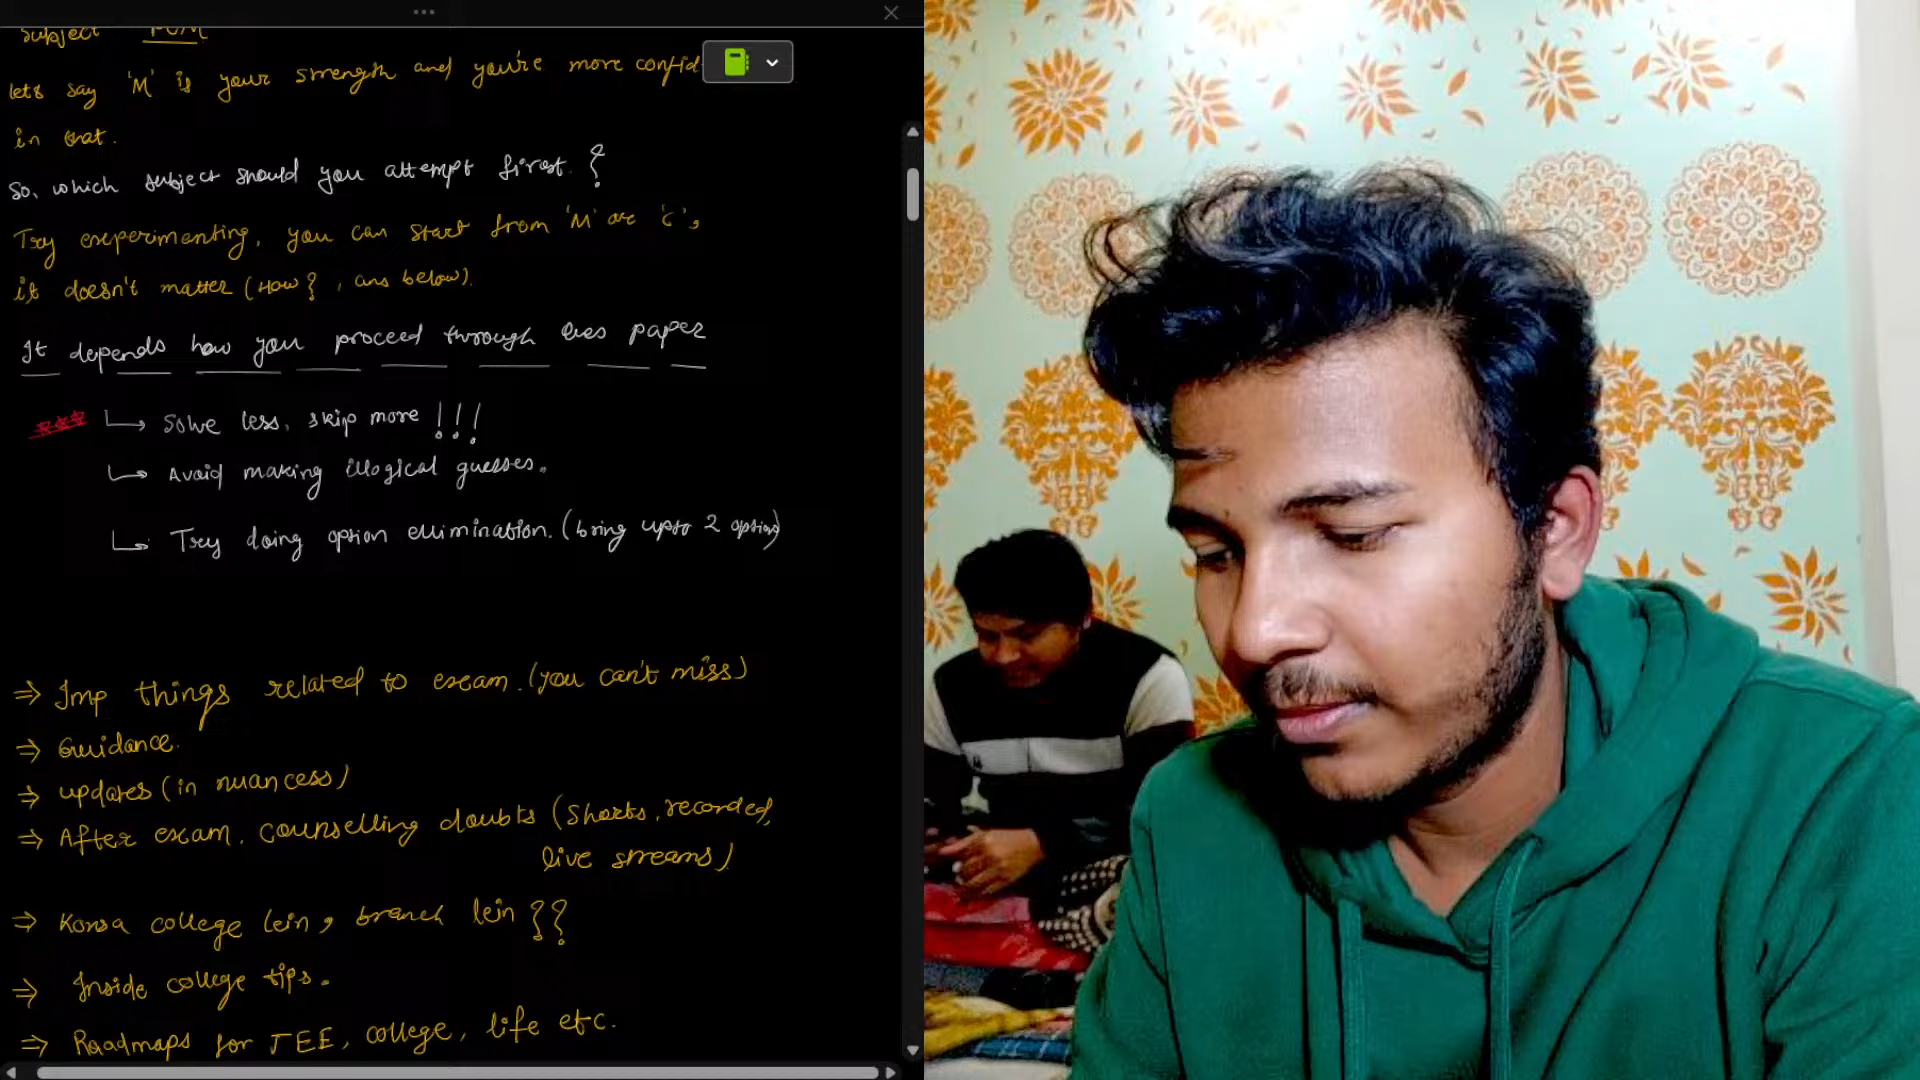 Subject PCM
lets say 'M' is your strength and you're more confid
in that.
So, which subject should you attempt first.?
Try experimenting, you can start from 'M' or 'C',
it doesn't matter (How?, ans below).
It depends how you proceed through the paper
Solve less, skip more !!!
Avoid making illogical guesses.
Try doing option ellimination. (bring upto 2 option)
⇒ Imp things related to exam. (you can't miss)
⇒ Guidance.
⇒ updates (in nuancess)
⇒ After exam. counselling doubts (Shorts, recorded,
live streams)
⇒ Konsa college lein, branch lein ??
⇒ Inside college tips.
⇒ Roadmaps for JEE, college, life etc.